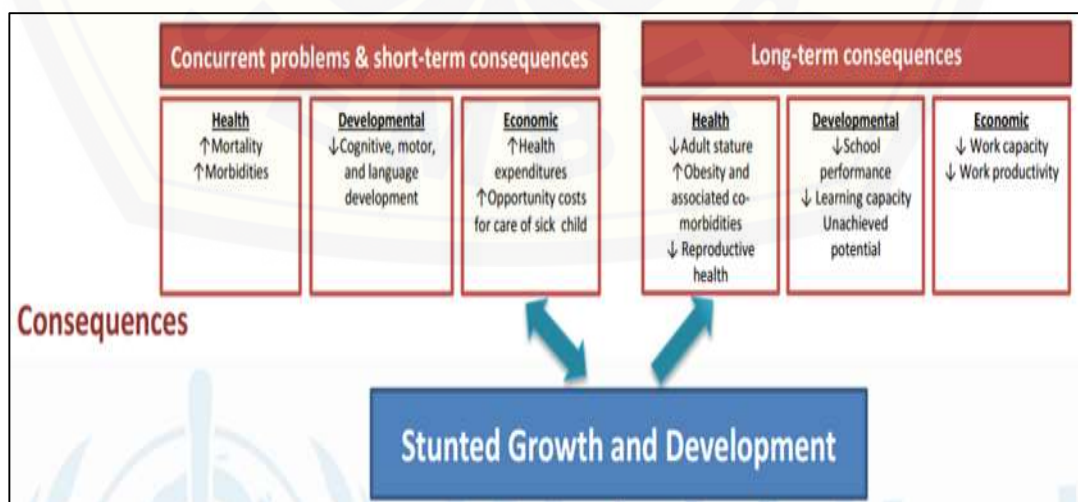 Concurrent problems & short-term consequences
Health
↑Mortality
↑Morbidities
Developmental
↓Cognitive, motor,
and language
development
Economic
↑Health
expenditures
↑Opportunity costs
for care of sick child
Long-term consequences
Health
↓Adult stature
↑Obesity and
associated co-
morbidities
↓ Reproductive
health
Developmental
↓School
performance
↓ Learning capacity
Unachieved
potential
Economic
↓ Work capacity
↓ Work productivity
Consequences
Stunted Growth and Development